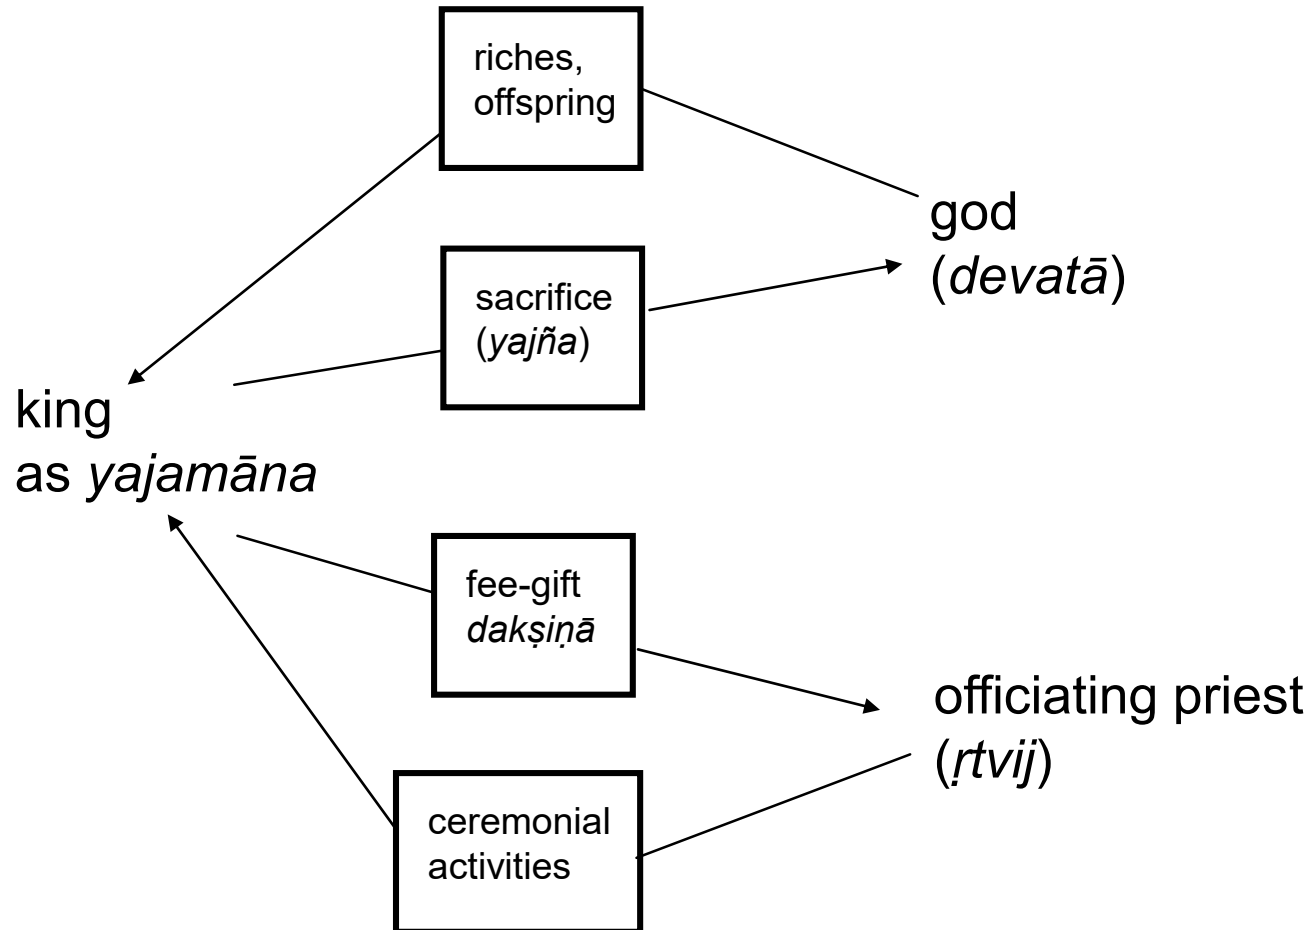 riches,
offspring
god
(devatā)
sacrifice
(yajña)
king
as yajamāna
fee-gift
dakṣiṇā
officiating priest
(ṛtvij)
ceremonial
activities